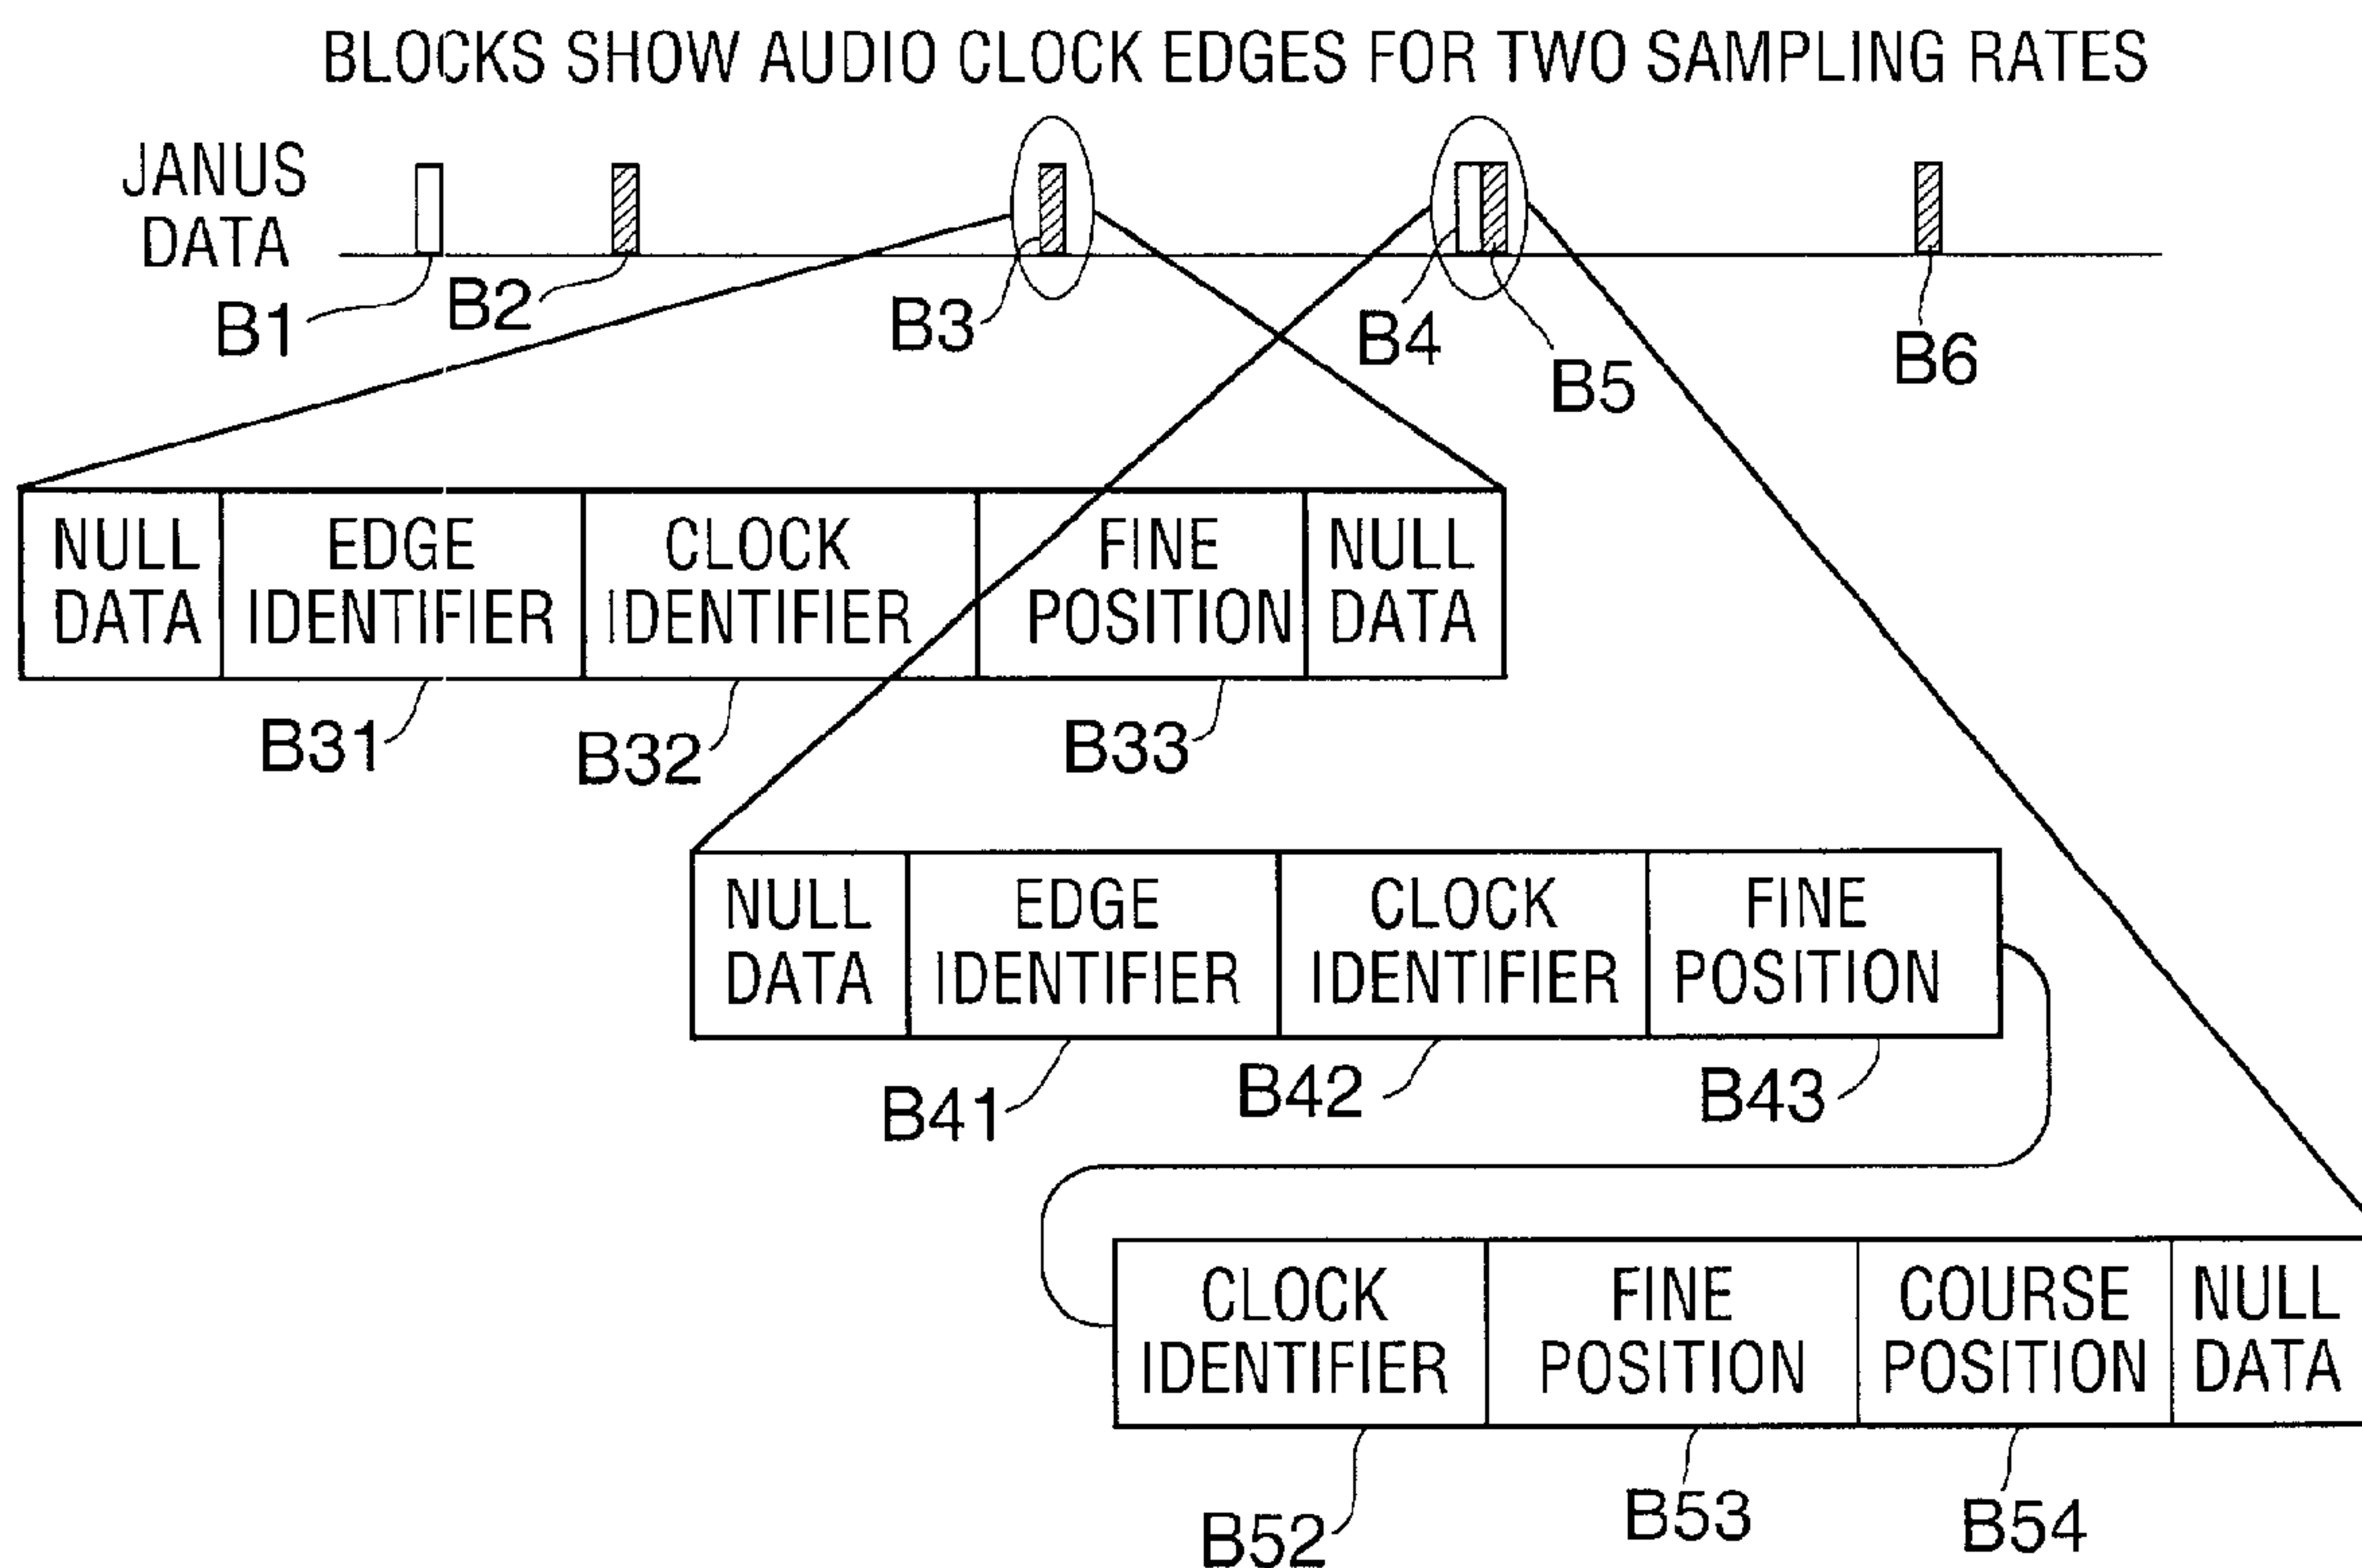 BLOCKS SHOW AUDIO CLOCK EDGES FOR TWO SAMPLING RATES
JANUS
DATA
B1
B2
B3
B4
B5
B6
NULL
DATA
EDGE
IDENTIFIER
CLOCK
IDENTIFIER
FINE
POSITION
NULL
DATA
B31
B32
B33
NULL
DATA
EDGE
IDENTIFIER
CLOCK
IDENTIFIER
FINE
POSITION
B41
B42
B43
CLOCK
IDENTIFIER
FINE
POSITION
COURSE
POSITION
NULL
DATA
B52
B53
B54